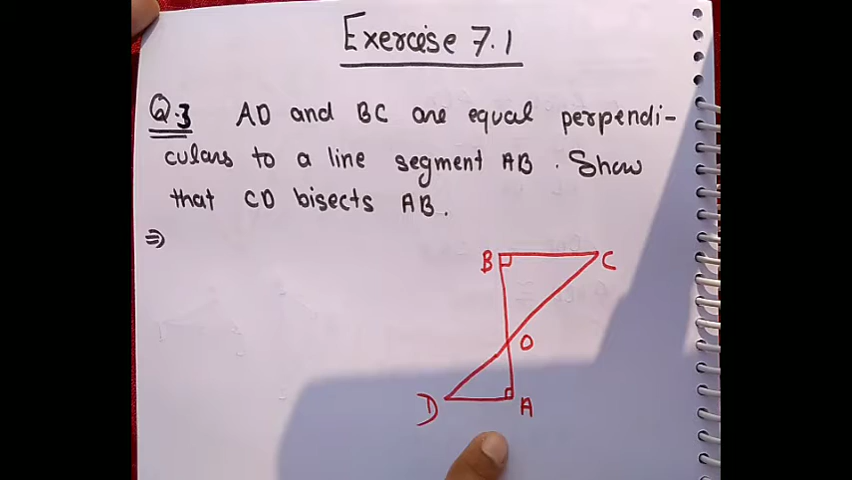 Exercise 7.1
Q.3 AD and BC are equal perpendi-
culars to a line segment AB. Show
that CD bisects AB.
⇒
B C
O
D A